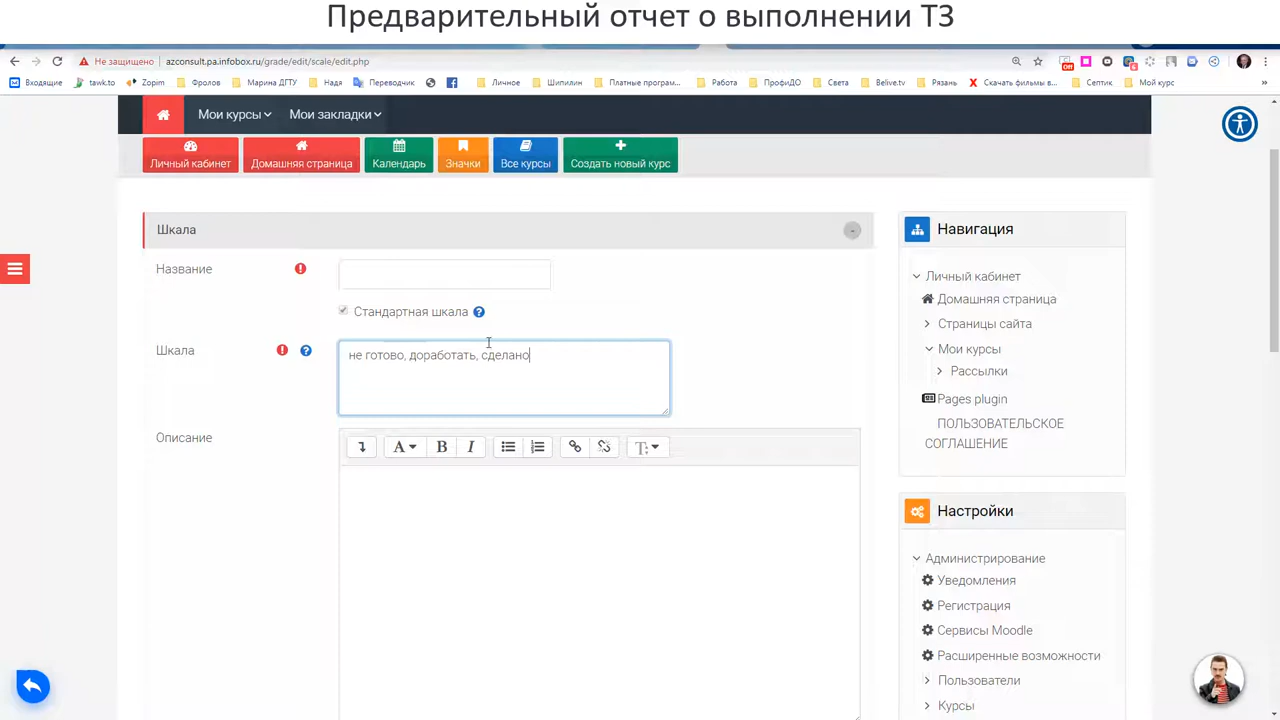 Предварительный отчет о выполнении ТЗ
Не защищено azconsult.pa.infobox.ru/grade/edit/scale/edit.php
Off
Входящие tawk.to Zopim Фролов Марина ДГТУ Надя Переводчик Личное Шипилин Платные програм... Работа ПрофиДО Света Belive.tv Рязань Скачать фильмы в... Септик Мой курс »
Мои курсы Мои закладки
Личный кабинет Домашняя страница Календарь Значки Все курсы Создать новый курс
Шкала
Название
Стандартная шкала
Шкала
не готово, доработать, сделано
Описание
Навигация
Личный кабинет
Домашняя страница
Страницы сайта
Мои курсы
Рассылки
Pages plugin
ПОЛЬЗОВАТЕЛЬСКОЕ
СОГЛАШЕНИЕ
Настройки
Администрирование
Уведомления
Регистрация
Сервисы Moodle
Расширенные возможности
Пользователи
Курсы